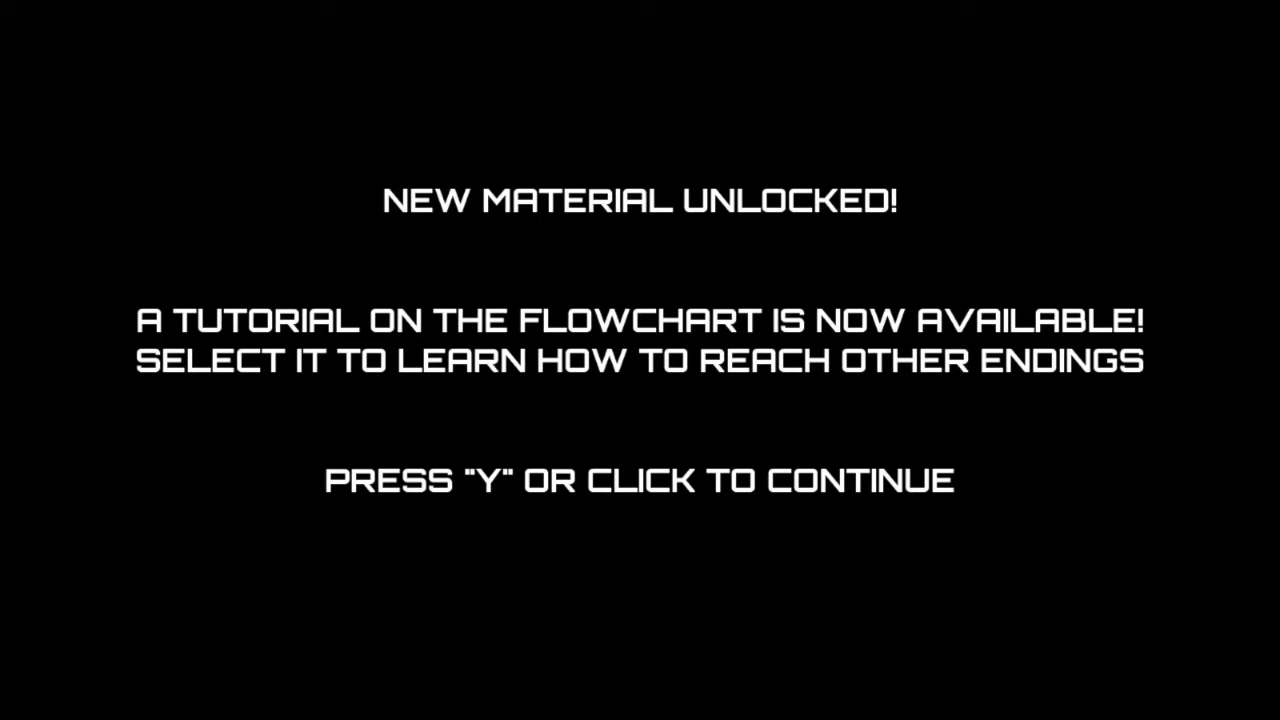 NEW MATERIAL UNLOCKED!
A TUTORIAL ON THE FLOWCHART IS NOW AVAILABLE!
SELECT IT TO LEARN HOW TO REACH OTHER ENDINGS
PRESS "Y" OR CLICK TO CONTINUE